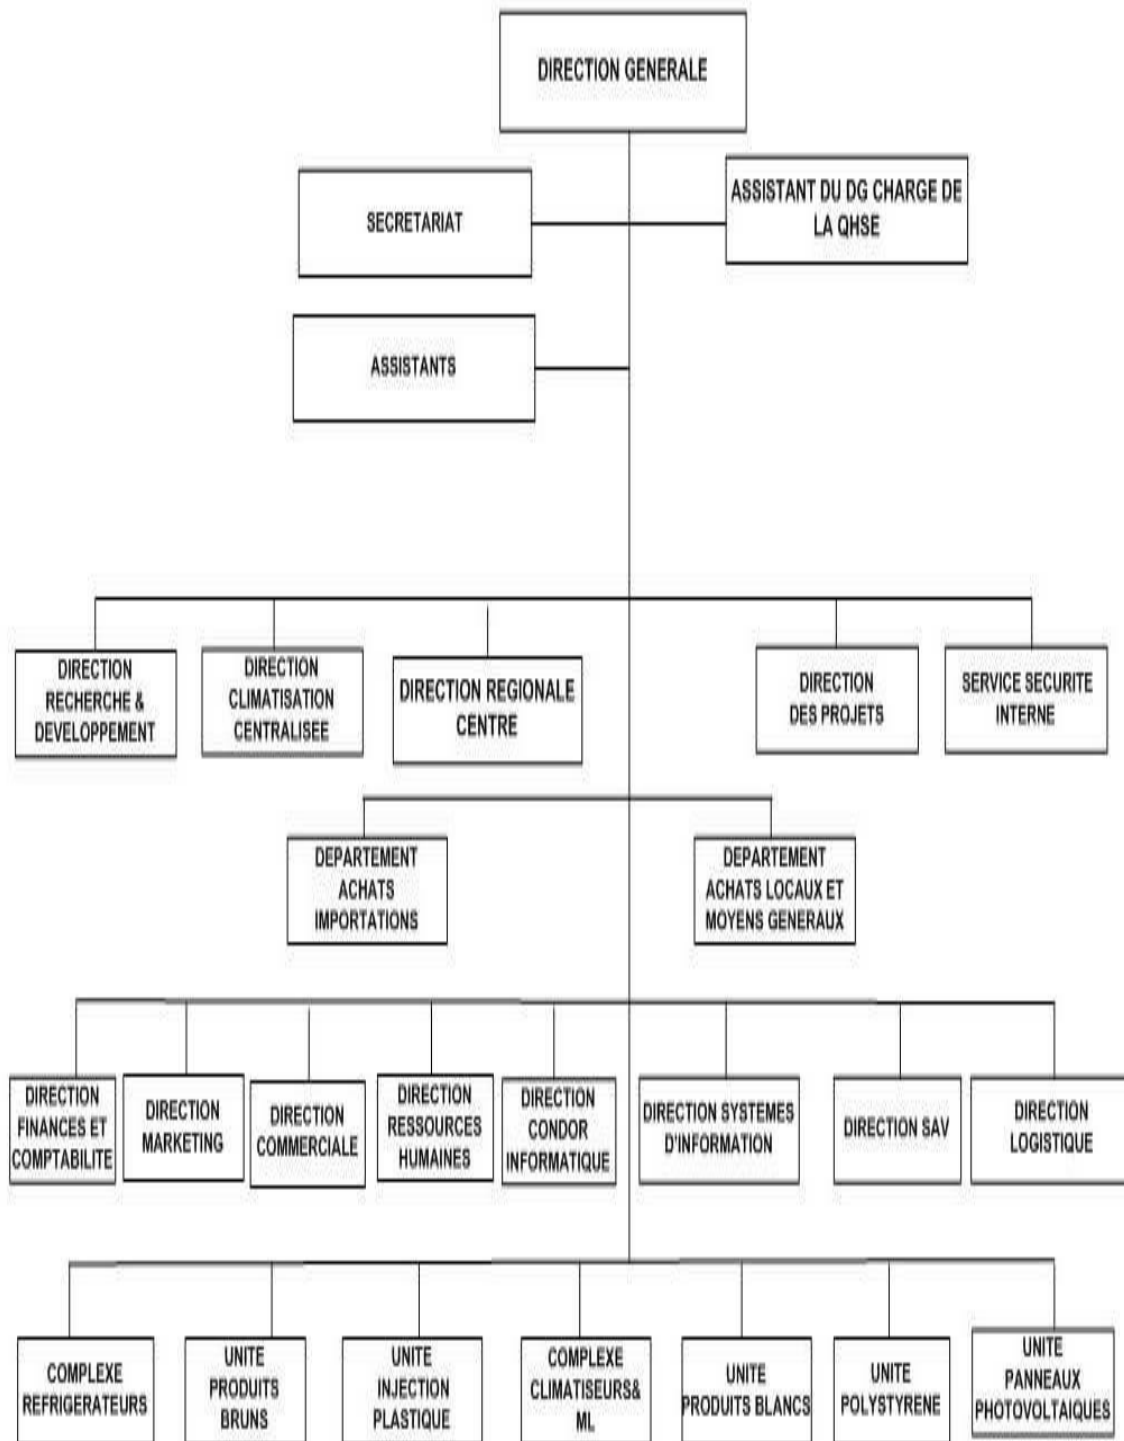 DIRECTION GENERALE
SECRETARIAT
ASSISTANT DU DG CHARGE DE
LA QHSE
ASSISTANTS
DIRECTION
RECHERCHE &
DEVELOPPEMENT
DIRECTION
CLIMATISATION
CENTRALISEE
DIRECTION REGIONALE
CENTRE
DIRECTION
DES PROJETS
SERVICE SECURITE
INTERNE
DEPARTEMENT
ACHATS
IMPORTATIONS
DEPARTEMENT
ACHATS LOCAUX ET
MOYENS GENERAUX
DIRECTION
FINANCES ET
COMPTABILITE
DIRECTION
MARKETING
DIRECTION
COMMERCIALE
DIRECTION
RESSOURCES
HUMAINES
DIRECTION
CONDOR
INFORMATIQUE
DIRECTION SYSTEMES
D'INFORMATION
DIRECTION SAV
DIRECTION
LOGISTIQUE
COMPLEXE
REFRIGERATEURS
UNITE
PRODUITS
BRUNS
UNITE
INJECTION
PLASTIQUE
COMPLEXE
CLIMATISEURS&
ML
UNITE
PRODUITS BLANCS
UNITE
POLYSTYRENE
UNITE
PANNEAUX
PHOTOVOLTAIQUES